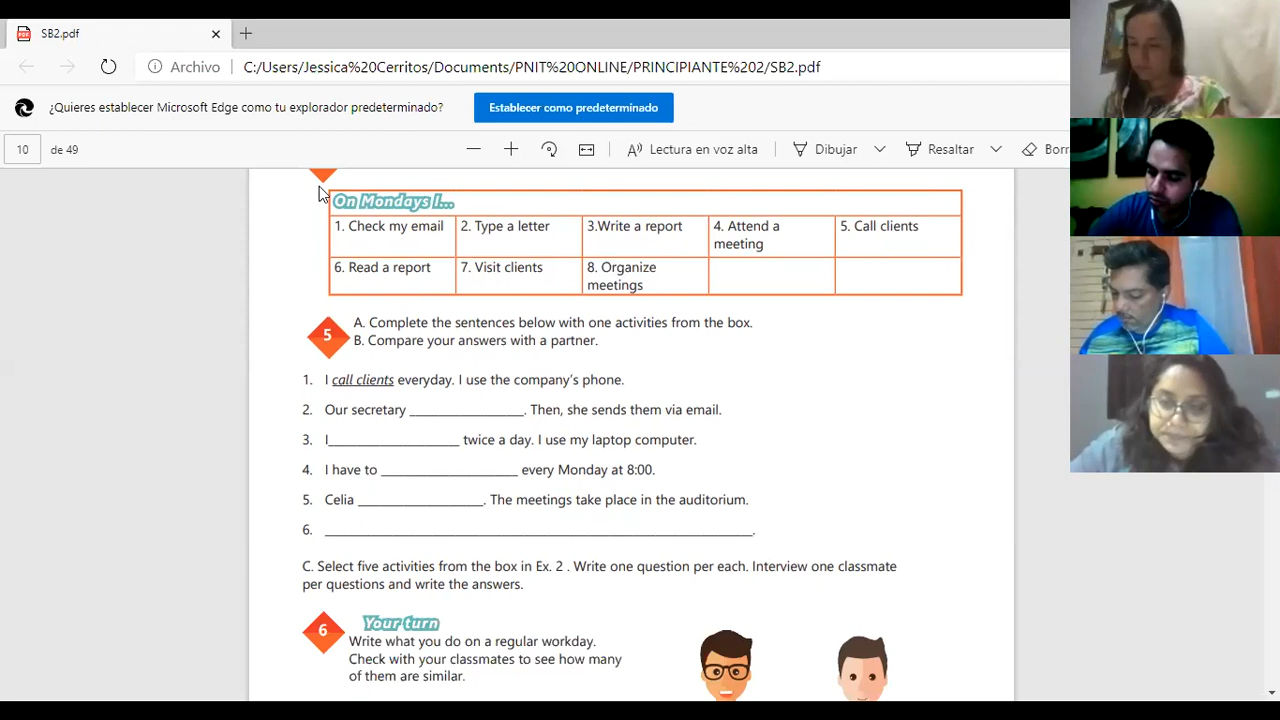 SB2.pdf
Archivo C:/Users/Jessica%20Cerritos/Documents/PNIT%20ONLINE/PRINCIPIANTE%202/SB2.pdf
¿Quieres establecer Microsoft Edge como tu explorador predeterminado? Establecer como predeterminado
10 de 49 Lectura en voz alta Dibujar Resaltar Borr
On Mondays I...
1. Check my email 2. Type a letter 3.Write a report 4. Attend a meeting 5. Call clients
6. Read a report 7. Visit clients 8. Organize meetings
5 A. Complete the sentences below with one activities from the box.
B. Compare your answers with a partner.
1. I call clients everyday. I use the company's phone.
2. Our secretary ____________________. Then, she sends them via email.
3. I_______________________ twice a day. I use my laptop computer.
4. I have to ________________________ every Monday at 8:00.
5. Celia ______________________. The meetings take place in the auditorium.
6. ____________________________________________________________________________.
C. Select five activities from the box in Ex. 2 . Write one question per each. Interview one classmate
per questions and write the answers.
6 Your turn
Write what you do on a regular workday.
Check with your classmates to see how many
of them are similar.